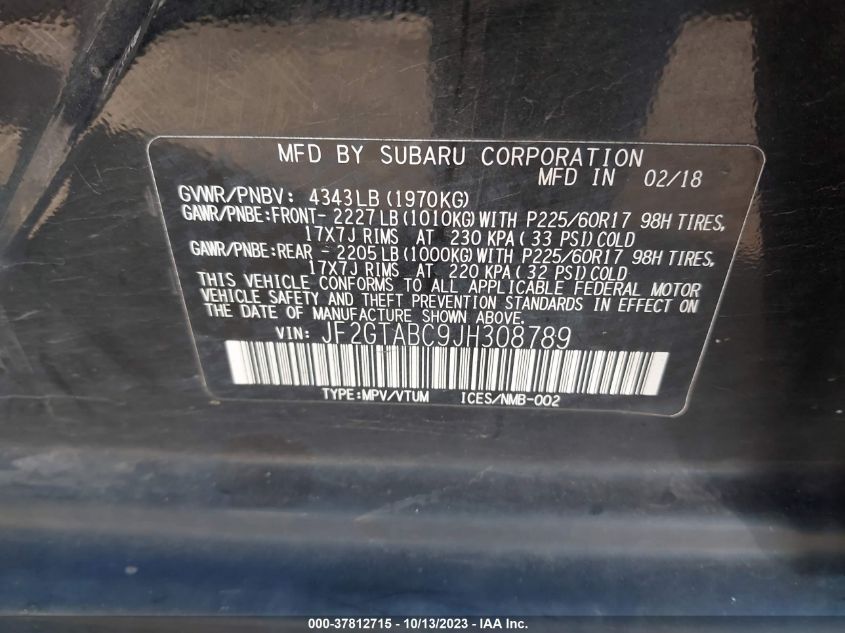 MFD BY SUBARU CORPORATION
MFD IN 02/18
GVWR/PNBV: 4343LB (1970KG)
GAWR/PNBE:FRONT- 2227LB(1010KG)WITH P225/60R17 98H TIRES,
17X7J RIMS AT 230 KPA( 33 PSI)COLD
GAWR/PNBE:REAR - 2205LB(1000KG)WITH P225/60R17 98H TIRES,
17X7J RIMS AT 220 KPA( 32 PSI)COLD
THIS VEHICLE CONFORMS TO ALL APPLICABLE FEDERAL MOTOR
VEHICLE SAFETY AND THEFT PREVENTION STANDARDS IN EFFECT ON
THE DATE OF MANUFACTURE SHOWN ABOVE.
VIN: JF2GTABC9JH308789
TYPE:MPV/VTUM ICES/NMB-002
000-37812715 - 10/13/2023 - IAA Inc.